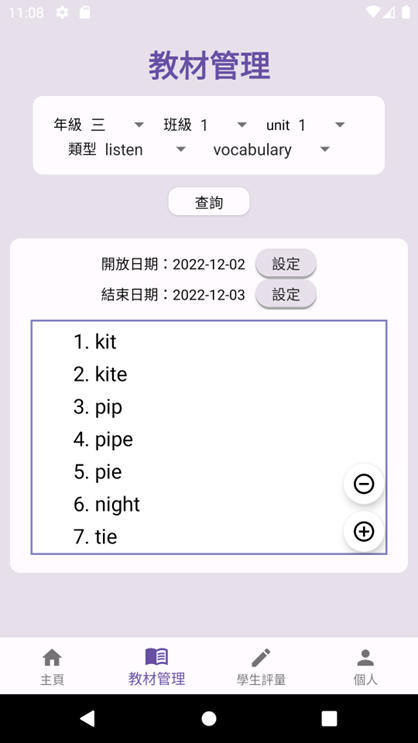 11:08
教材管理
年級 三 班級 1 unit 1
類型 listen vocabulary
查詢
開放日期：2022-12-02 設定
結束日期：2022-12-03 設定
1. kit
2. kite
3. pip
4. pipe
5. pie
6. night
7. tie
主頁 教材管理 學生評量 個人